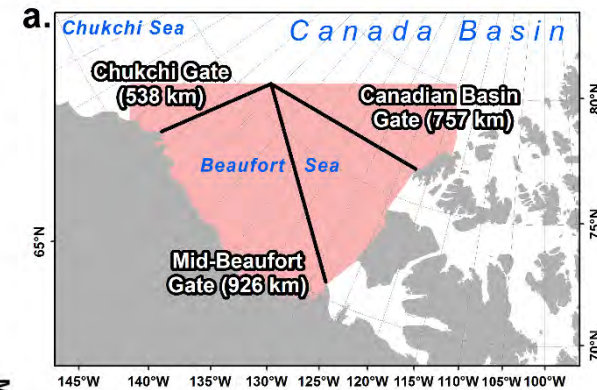 a.
Chukchi Sea
Canada Basin
Chukchi Gate
(538 km)
Canadian Basin
Gate (757 km)
80°N
Beaufort Sea
75°N
65°N
Mid-Beaufort
Gate (926 km)
70°N
N
145°W 140°W 130°W 125°W 120°W 115°W 110°W 105°W 100°W